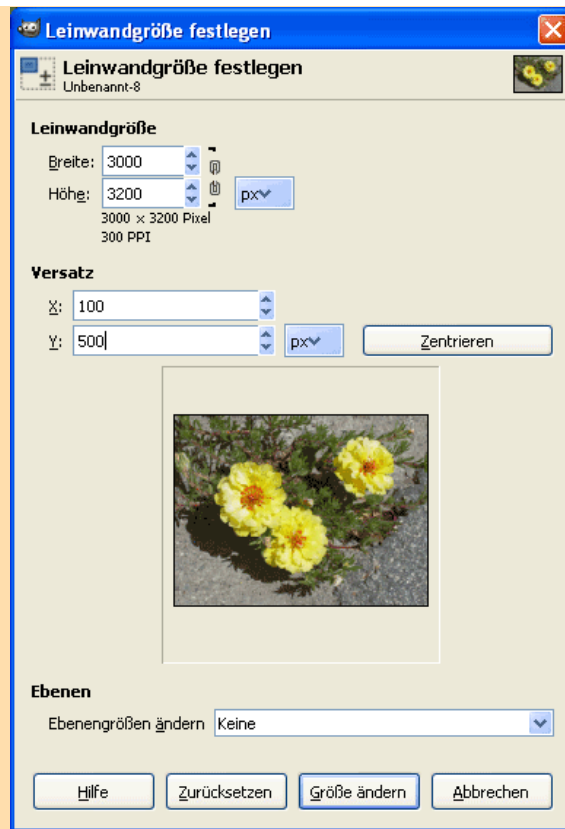 Leinwandgröße festlegen
Leinwandgröße festlegen
Unbenannt-8
Leinwandgröße
Breite: 3000
Höhe: 3200 px
3000 × 3200 Pixel
300 PPI
Versatz
X: 100
Y: 500 px Zentrieren
Ebenen
Ebenengrößen ändern Keine
Hilfe Zurücksetzen Größe ändern Abbrechen